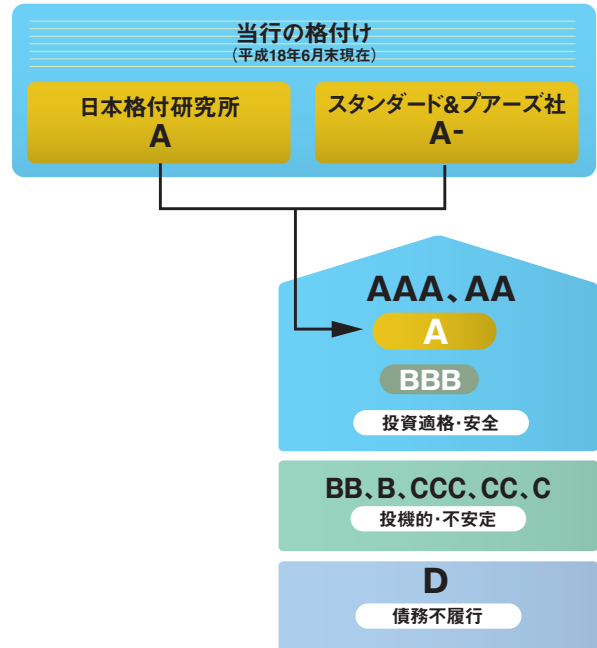 当行の格付け
（平成18年6月末現在）
日本格付研究所
A
スタンダード&プアーズ社
A-
AAA、AA
A
BBB
投資適格・安全
BB、B、CCC、CC、C
投機的・不安定
D
債務不履行